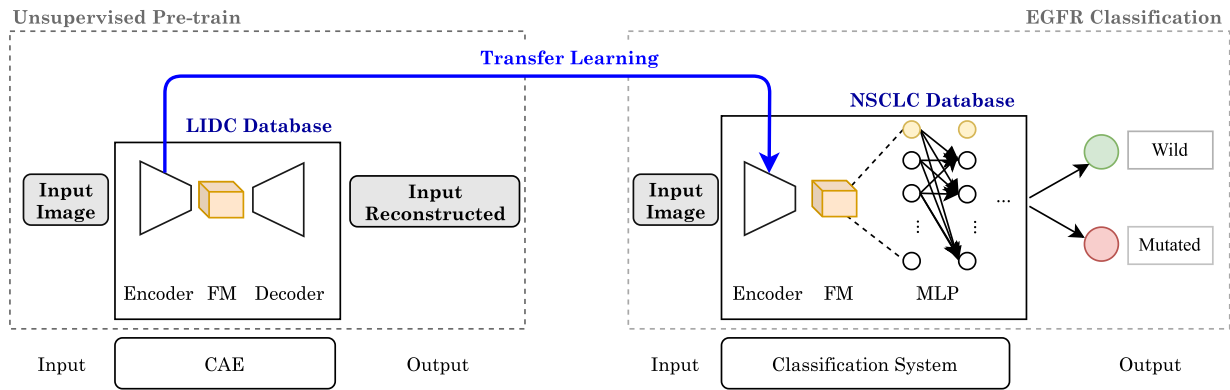 Unsupervised Pre-train
EGFR Classification
Transfer Learning
LIDC Database
NSCLC Database
Input
Image
Input
Reconstructed
Encoder
FM
Decoder
Input
Image
...
Wild
Mutated
Encoder
FM
MLP
Input
CAE
Output
Input
Classification System
Output